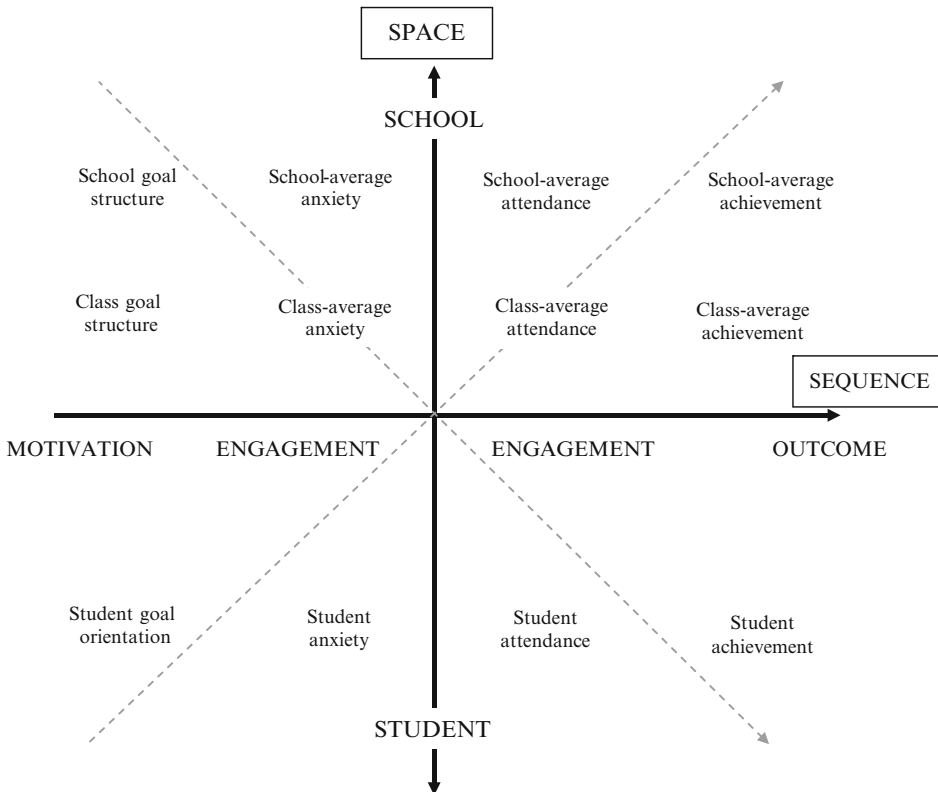 SPACE
SCHOOL
School goal
structure
School-average
anxiety
School-average
attendance
School-average
achievement
Class goal
structure
Class-average
anxiety
Class-average
attendance
Class-average
achievement
SEQUENCE
MOTIVATION
ENGAGEMENT
ENGAGEMENT
OUTCOME
Student goal
orientation
Student
anxiety
Student
attendance
Student
achievement
STUDENT